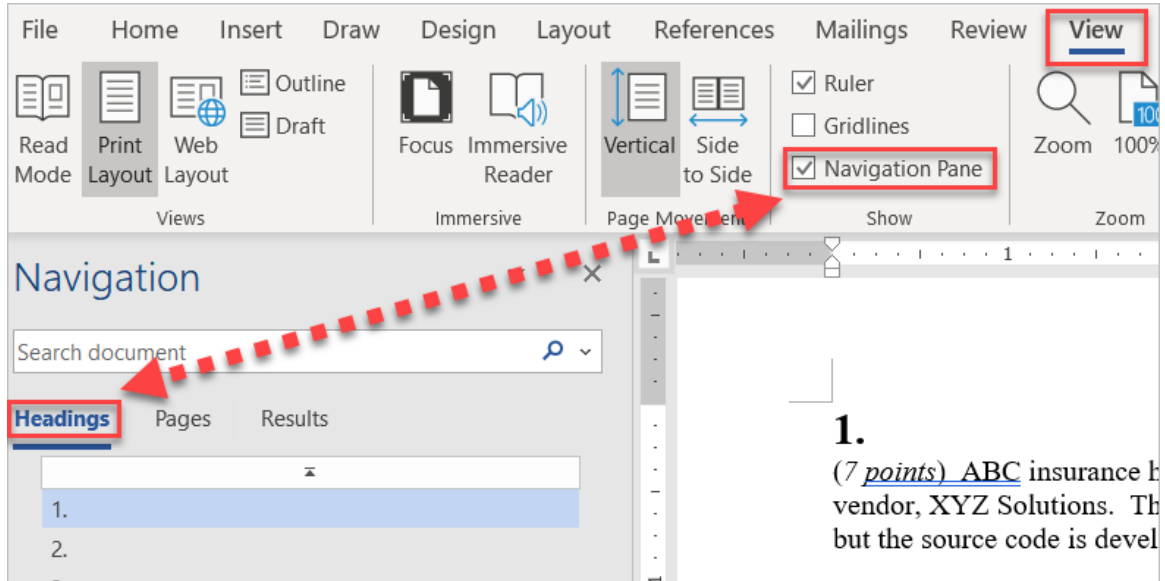 File Home Insert Draw Design Layout References Mailings Review View
Read Mode
Print Layout
Web Layout
Outline
Draft
Views
Focus
Immersive Reader
Immersive
Vertical
Side to Side
Page Movement
Ruler
Gridlines
Navigation Pane
Show
Zoom
100%
100
Zoom
Navigation
Search document
Headings Pages Results
1.
2.
L
1
1.
(7 points) ABC insurance h
vendor, XYZ Solutions. Th
but the source code is devel